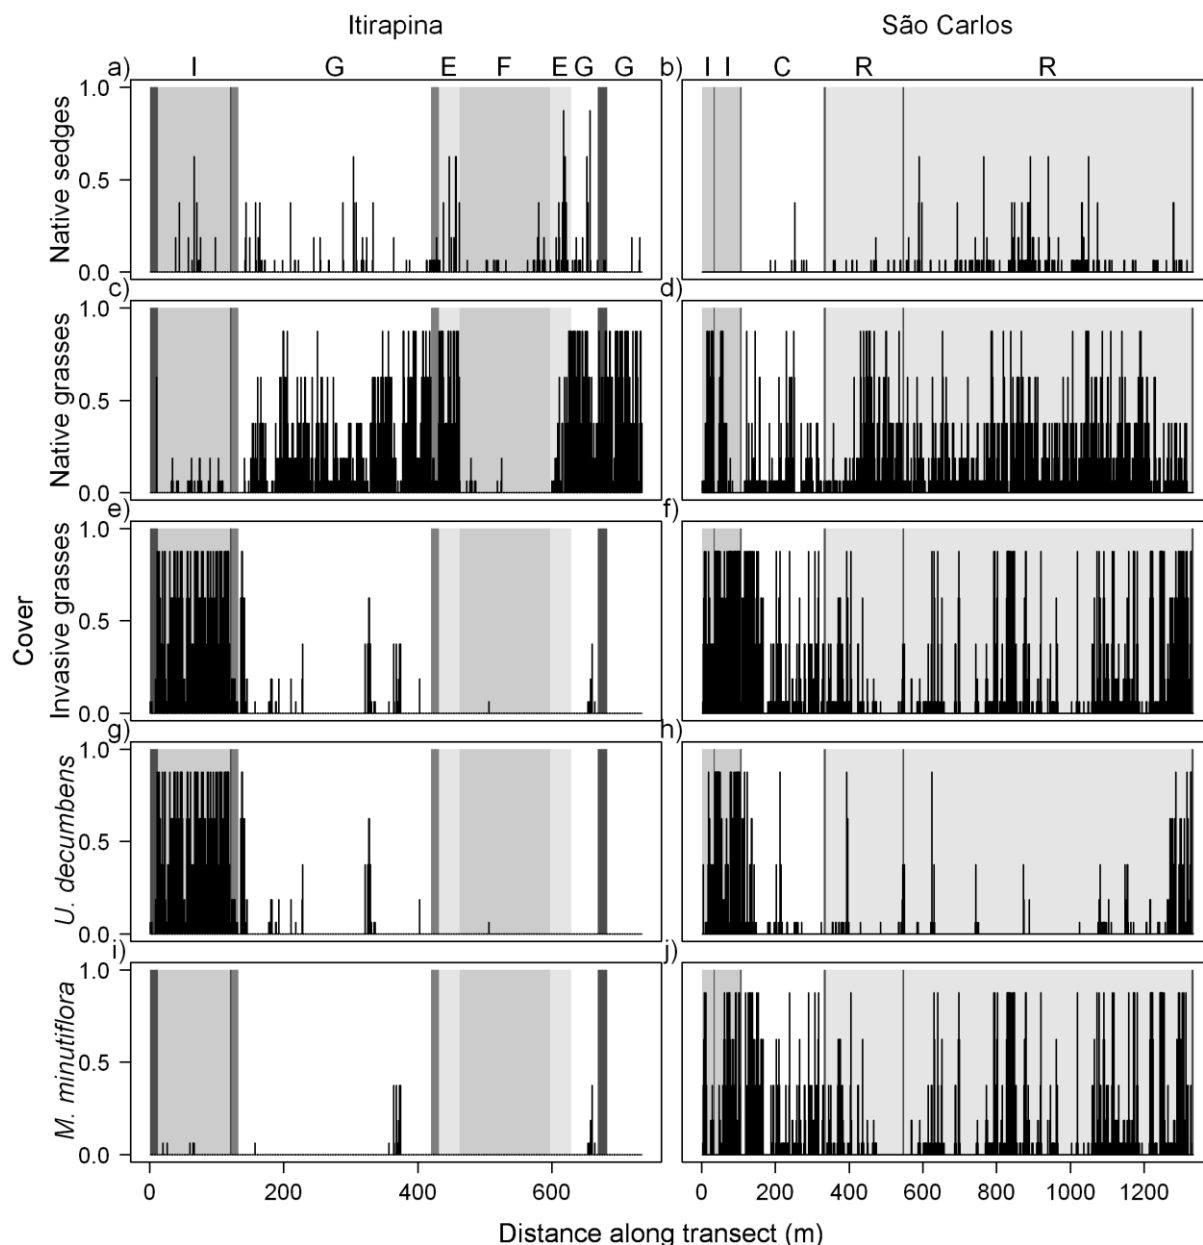 Itirapina
São Carlos
a) I G E F E G G
b) I I C R R
Native sedges
1.0
0.5
0.0
c)
d)
Native grasses
1.0
0.5
0.0
e)
f)
Cover
Invasive grasses
1.0
0.5
0.0
g)
h)
U. decumbens
1.0
0.5
0.0
i)
j)
M. minutiflora
1.0
0.5
0.0
0 200 400 600
0 200 400 600 800 1000 1200
Distance along transect (m)